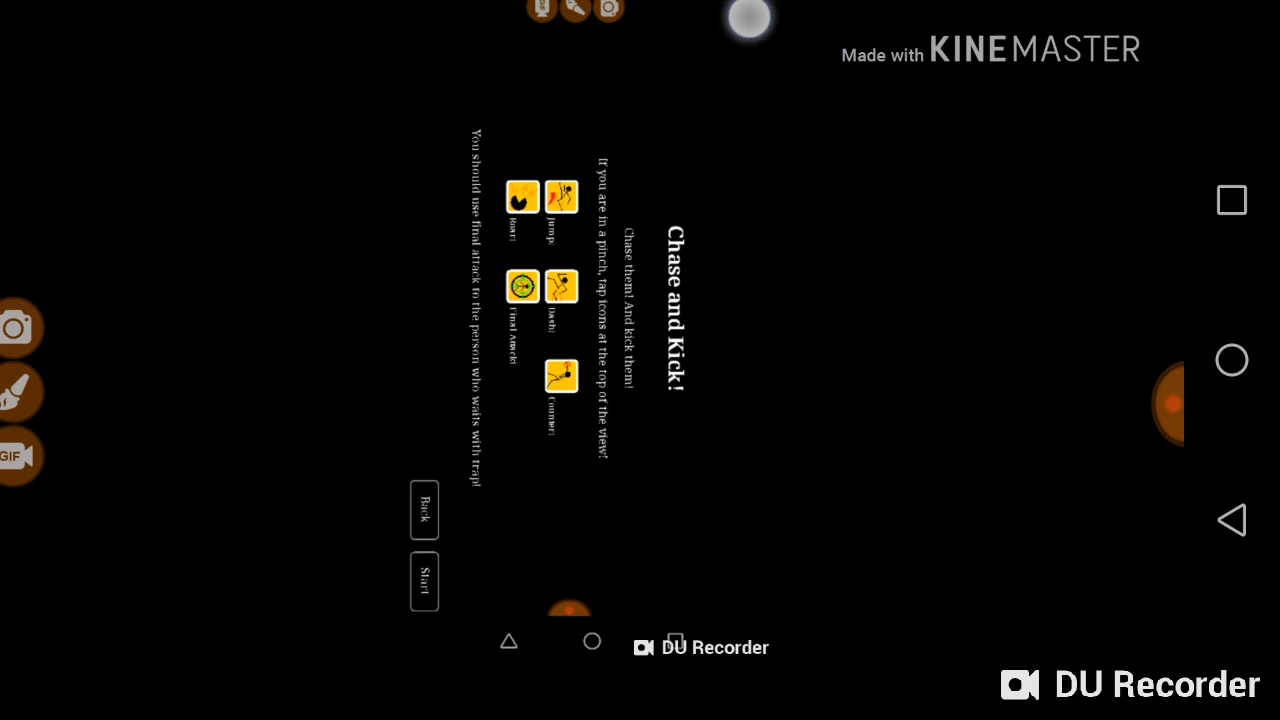 Made with KINEMASTER
Chase and Kick!
Chase them! And kick them!
If you are in a pinch, tap icons at the top of the view!
Jump! Dash! Counter!
Roar! Final Attack!
You should use final attack to the person who waits with trap!
Back Start
GIF
GIF
DU Recorder
DU Recorder